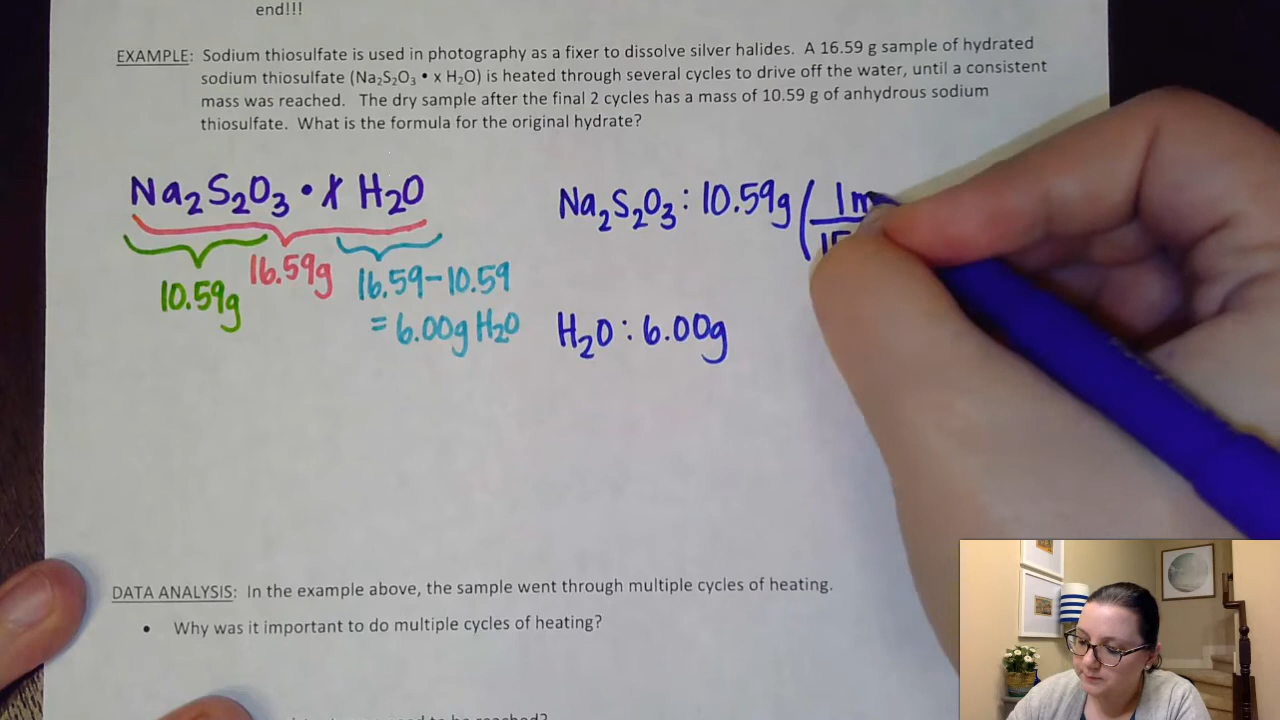 end!!!
EXAMPLE: Sodium thiosulfate is used in photography as a fixer to dissolve silver halides. A 16.59 g sample of hydrated
sodium thiosulfate (Na₂S₂O₃ • x H₂O) is heated through several cycles to drive off the water, until a consistent
mass was reached. The dry sample after the final 2 cycles has a mass of 10.59 g of anhydrous sodium
thiosulfate. What is the formula for the original hydrate?
Na₂S₂O₃ • x H₂O
16.59g
10.59g
16.59-10.59
= 6.00g H₂O
Na₂S₂O₃ : 10.59g ( 1
H₂O : 6.00g
DATA ANALYSIS: In the example above, the sample went through multiple cycles of heating.
• Why was it important to do multiple cycles of heating?